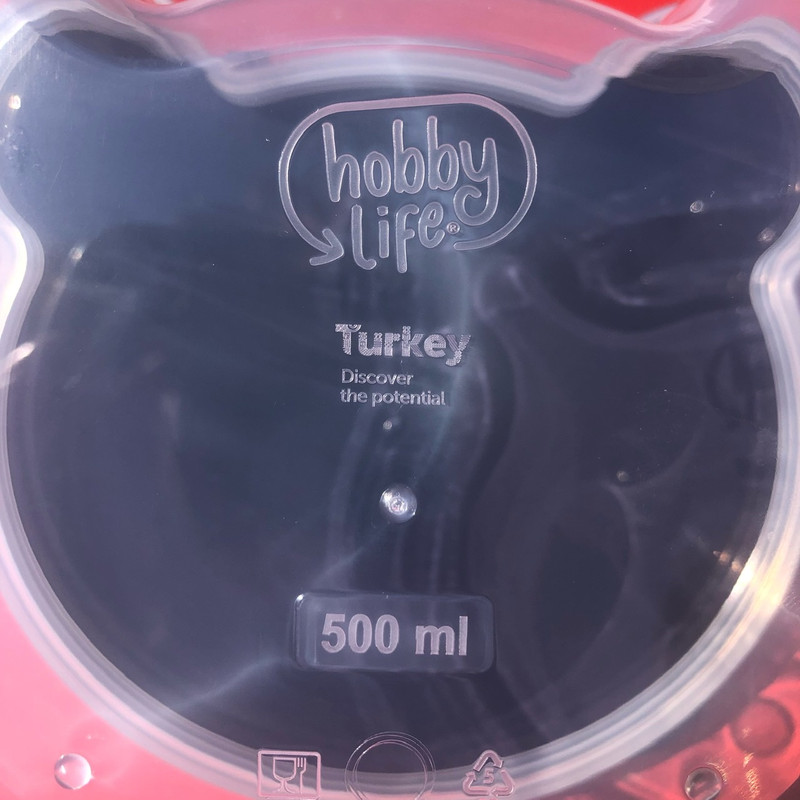 hobby
life®
Turkey
Discover
the potential
500 ml